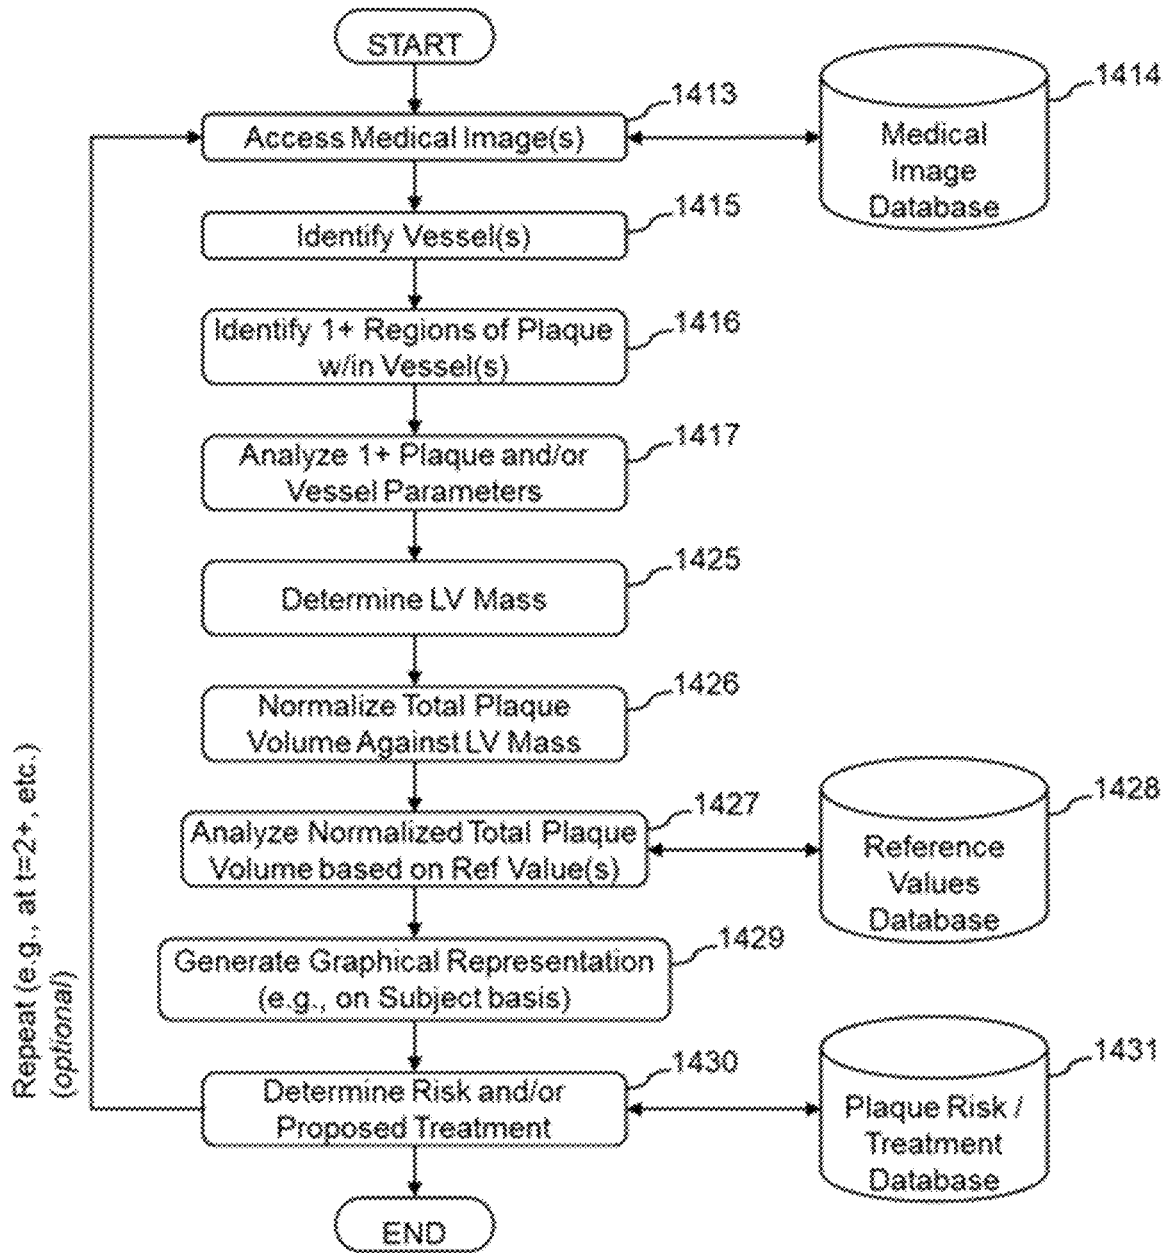 START
1413
Access Medical Image(s)
1414
Medical
Image
Database
1415
Identify Vessel(s)
1416
Identify 1+ Regions of Plaque
w/in Vessel(s)
1417
Analyze 1+ Plaque and/or
Vessel Parameters
1425
Determine LV Mass
1426
Normalize Total Plaque
Volume Against LV Mass
1427
Analyze Normalized Total Plaque
Volume based on Ref Value(s)
1428
Reference
Values
Database
1429
Generate Graphical Representation
(e.g., on Subject basis)
1430
Determine Risk and/or
Proposed Treatment
1431
Plaque Risk /
Treatment
Database
Repeat (e.g., at t=2+, etc.)
(optional)
END